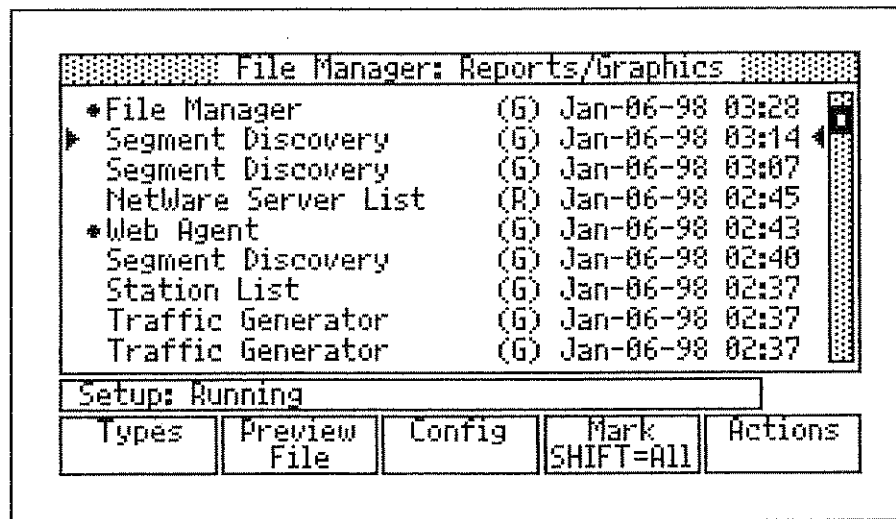 File Manager: Reports/Graphics
File Manager (G) Jan-06-98 03:28
Segment Discovery (G) Jan-06-98 03:14
Segment Discovery (G) Jan-06-98 03:07
NetWare Server List (R) Jan-06-98 02:45
Web Agent (G) Jan-06-98 02:43
Segment Discovery (G) Jan-06-98 02:40
Station List (G) Jan-06-98 02:37
Traffic Generator (G) Jan-06-98 02:37
Traffic Generator (G) Jan-06-98 02:37
Setup: Running
Types
Preview
File
Config
Mark
SHIFT=All
Actions